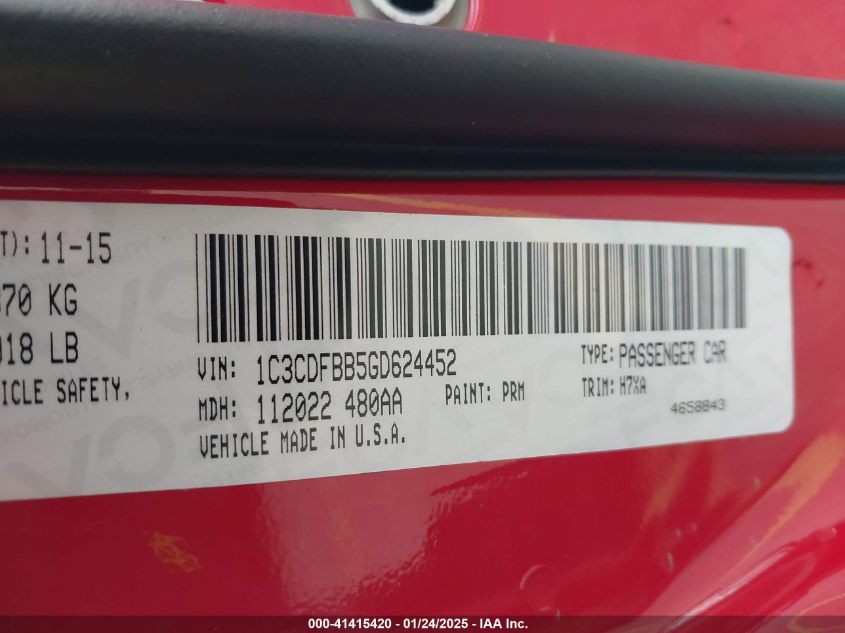 T): 11-15
870 KG
018 LB
ICLE SAFETY,
VIN: 1C3CDFBB5GD624452
TYPE: PASSENGER CAR
MDH: 112022 480AA
PAINT: PRM
TRIM: H7XA
VEHICLE MADE IN U.S.A.
4658843
000-41415420 - 01/24/2025 - IAA Inc.